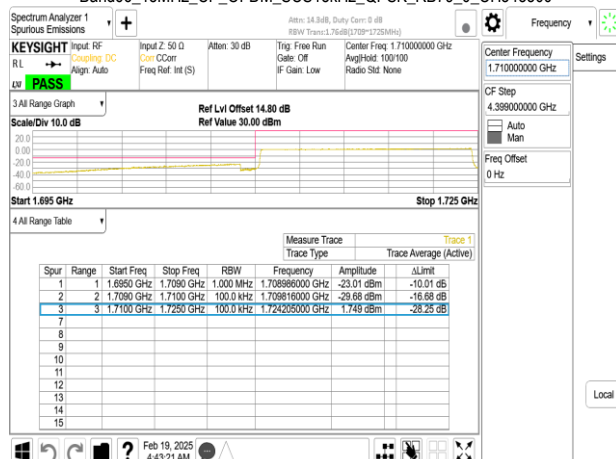 Spectrum Analyzer 1
Spurious Emissions
Attn: 14.3dB, Duty Corr: 0 dB
RBW Tranc:1.76dB(1709~1725MHz)
Frequency
Settings
KEYSIGHT
RL
LXI
PASS
Input: RF
Coupling: DC
Align: Auto
Input Z: 50 Ω
Corr CCorr
Freq Ref: Int (S)
Atten: 30 dB
Trig: Free Run
Gate: Off
IF Gain: Low
Center Freq: 1.710000000 GHz
Avg|Hold: 100/100
Radio Std: None
Center Frequency
1.710000000 GHz
CF Step
4.399000000 GHz
Auto
Man
Freq Offset
0 Hz
3 All Range Graph
Scale/Div 10.0 dB
Ref Lvl Offset 14.80 dB
Ref Value 30.00 dBm
20.0
0.00
-20.0
-40.0
-60.0
Start 1.695 GHz
Stop 1.725 GHz
4 All Range Table
Measure Trace Trace 1
Trace Type Trace Average (Active)
Spur Range Start Freq Stop Freq RBW Frequency Amplitude ΔLimit
1 1 1.6950 GHz 1.7090 GHz 1.000 MHz 1.708986000 GHz -23.01 dBm -10.01 dB
2 2 1.7090 GHz 1.7100 GHz 100.0 kHz 1.709816000 GHz -29.68 dBm -16.68 dB
3 3 1.7100 GHz 1.7250 GHz 100.0 kHz 1.724205000 GHz 1.749 dBm -28.25 dB
7
8
9
10
11
12
13
14
15
Local
Feb 19, 2025
4:43:21 AM